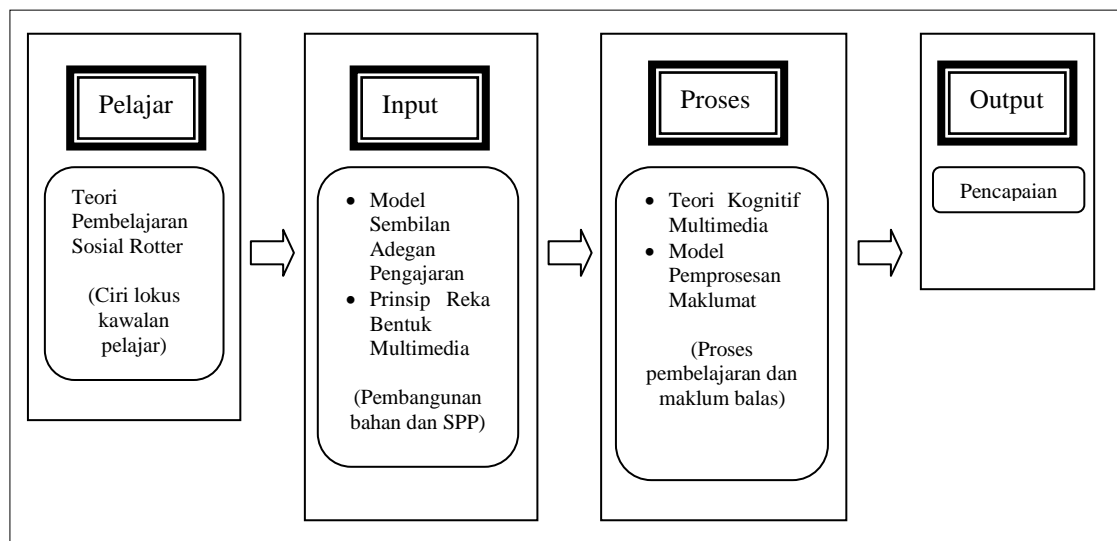 Pelajar
Teori
Pembelajaran
Sosial Rotter
(Ciri lokus
kawalan
pelajar)
Input
• Model
Sembilan
Adegan
Pengajaran
• Prinsip Reka
Bentuk
Multimedia
(Pembangunan
bahan dan SPP)
Proses
• Teori Kognitif
Multimedia
• Model
Pemprosesan
Maklumat
(Proses
pembelajaran dan
maklum balas)
Output
Pencapaian